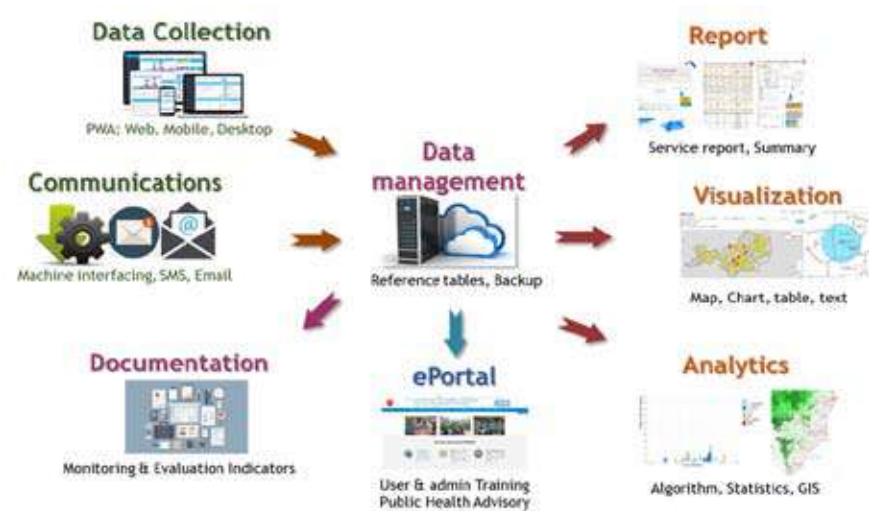 Data Collection
PWA: Web, Mobile, Desktop
Communications
Machine Interfacing, SMS, Email
Data
management
Reference tables, Backup
Report
Service report, Summary
Visualization
Map, Chart, table, text
Documentation
Monitoring & Evaluation Indicators
ePortal
User & admin Training
Public Health Advisory
Analytics
Algorithm, Statistics, GIS